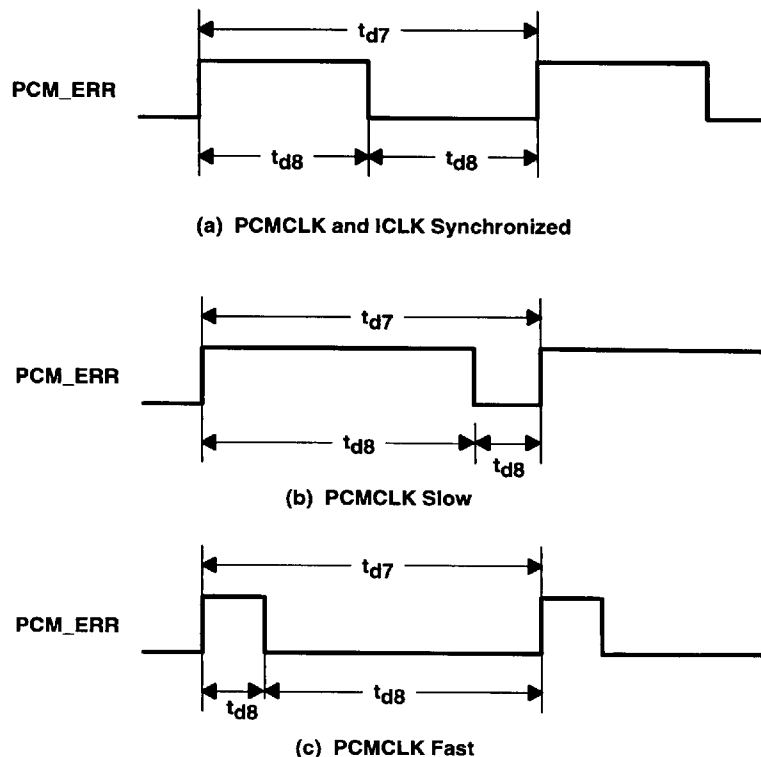 td7
PCM_ERR
td8 td8
(a) PCMCLK and ICLK Synchronized
td7
PCM_ERR
td8 td8
(b) PCMCLK Slow
td7
PCM_ERR
td8 td8
(c) PCMCLK Fast